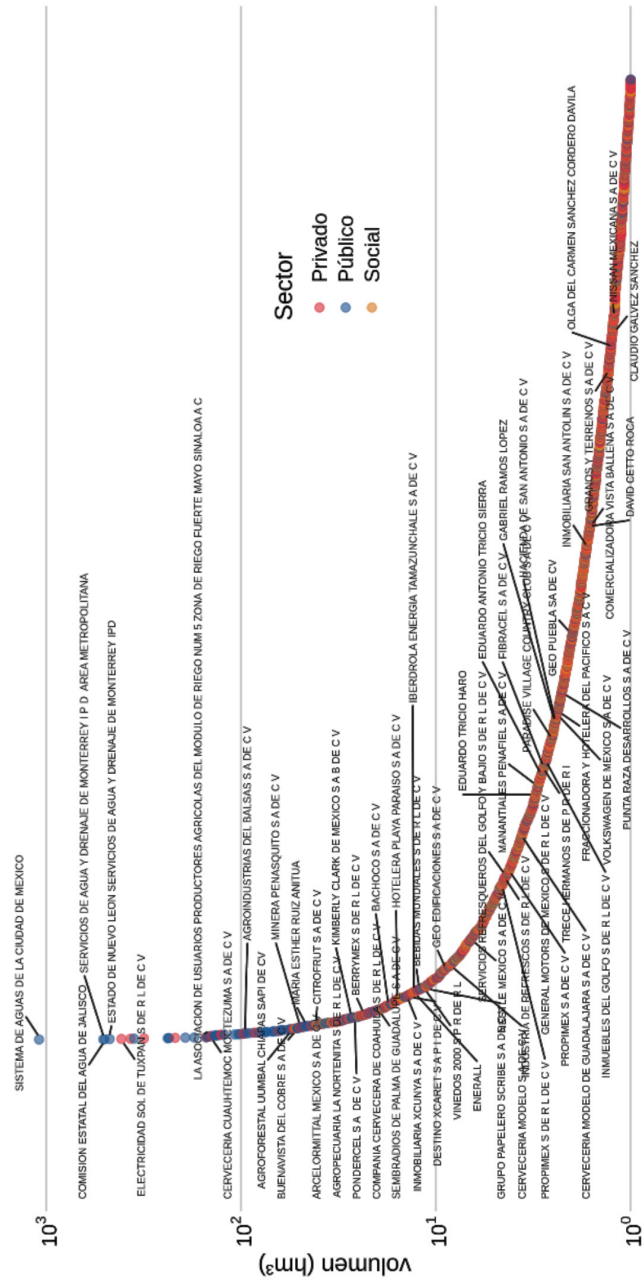 volumen (hm³)
10³
10²
10¹
10⁰
Sector
Privado
Público
Social
SISTEMA DE AGUAS DE LA CIUDAD DE MEXICO
COMISION ESTATAL DEL AGUA DE JALISCO
SERVICIOS DE AGUA Y DRENAJE DE MONTERREY I P D AREA METROPOLITANA
ESTADO DE NUEVO LEON SERVICIOS DE AGUA Y DRENAJE DE MONTERREY IPD
ELECTRICIDAD SOL DE TUXPAN S DE R L DE C V
LA ASOCIACION DE USUARIOS PRODUCTORES AGRICOLAS DEL MODULO DE RIEGO NUM 5 ZONA DE RIEGO FUERTE MAYO SINALOA A C
CERVECERIA CUAUHTEMOC MOCTEZUMA S A DE C V
AGROINDUSTRIAS DEL BALSAS S A DE C V
AGROFORESTAL UUMBAL CHIAPAS SAPI DE CV
MINERA PENASQUITO S A DE C V
BUENAVISTA DEL COBRE S A DE C V
MARIA ESTHER RUIZ ANITUA
ARCELORMITTAL MEXICO S A DE C V
CITROFRUT S A DE C V
AGROPECUARIA LA NORTENITA S DE R L DE C V
KIMBERLY CLARK DE MEXICO S A B DE C V
PONDERCEL S A DE C V
BERRYMEX S DE R L DE C V
COMPANIA CERVECERA DE COAHUILA S DE R L DE C V
BACHOCO S A DE C V
SEMBRADIOS DE PALMA DE GUADALUPE S A DE C V
HOTELERA PLAYA PARAISO S A DE C V
IBERDROLA ENERGIA TAMAZUNCHALE S A DE C V
INMOBILIARIA XCUNYA S A DE C V
BEBIDAS MUNDIALES S DE R L DE C V
DESTINO XCARET S A P I DE C V
GEO EDIFICACIONES S A DE C V
VINEDOS 2000 S P R DE R L
ENERALL
EDUARDO TRICIO HARO
SERVICIOS REFRESQUEROS DEL GOLFO Y BAJIO S DE R L DE C V
EDUARDO ANTONIO TRICIO SIERRA
GRUPO PAPELERO SCRIBE S A DE C V
NESTLE MEXICO S A DE C V
MANANTIALES PENAFIEL S A DE C V
FIBRACEL S A DE C V
GABRIEL RAMOS LOPEZ
CERVECERIA MODELO S A DE C V
INDUSTRIA DE REFRESCOS S DE R L DE C V
PARADISE VILLAGE COUNTRY CLUB S A DE C V
HACIENDA DE SAN ANTONIO S A DE C V
PROPIMEX S DE R L DE C V
GENERAL MOTORS DE MEXICO S DE R L DE C V
GEO PUEBLA SA DE CV
PROPIMEX S A DE C V
TRECE HERMANOS S DE P R DE R I
INMOBILIARIA SAN ANTOLIN S A DE C V
OLGA DEL CARMEN SANCHEZ CORDERO DAVILA
CERVECERIA MODELO DE GUADALAJARA S A DE C V
FRACCIONADORA Y HOTELERA DEL PACIFICO S A C V
GRANOS Y TERRENOS S A DE C V
INMUEBLES DEL GOLFO S DE R L DE C V
VOLKSWAGEN DE MEXICO S A DE C V
COMERCIALIZADORA VISTA BALLENA S A DE C V
NISSAN MEXICANA S A DE C V
PUNTA RAZA DESARROLLOS S A DE C V
DAVID CETTO ROCA
CLAUDIO GALVEZ SANCHEZ